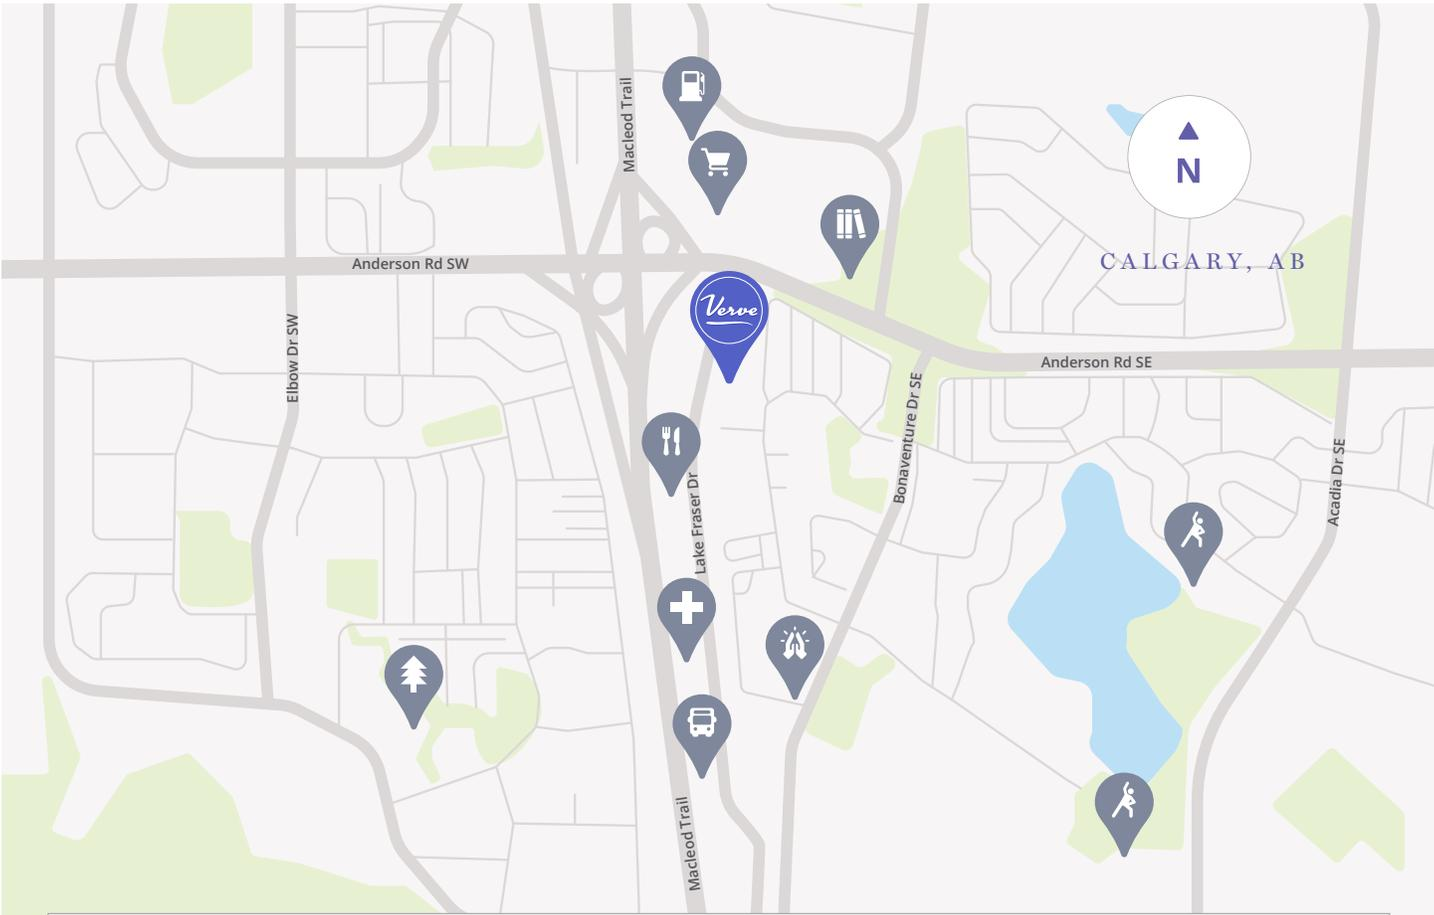 Macleod Trail
N
CALGARY, AB
Anderson Rd SW
Verve
Elbow Dr SW
Anderson Rd SE
Bonaventure Dr SE
Acadia Dr SE
Lake Fraser Dr
Macleod Trail